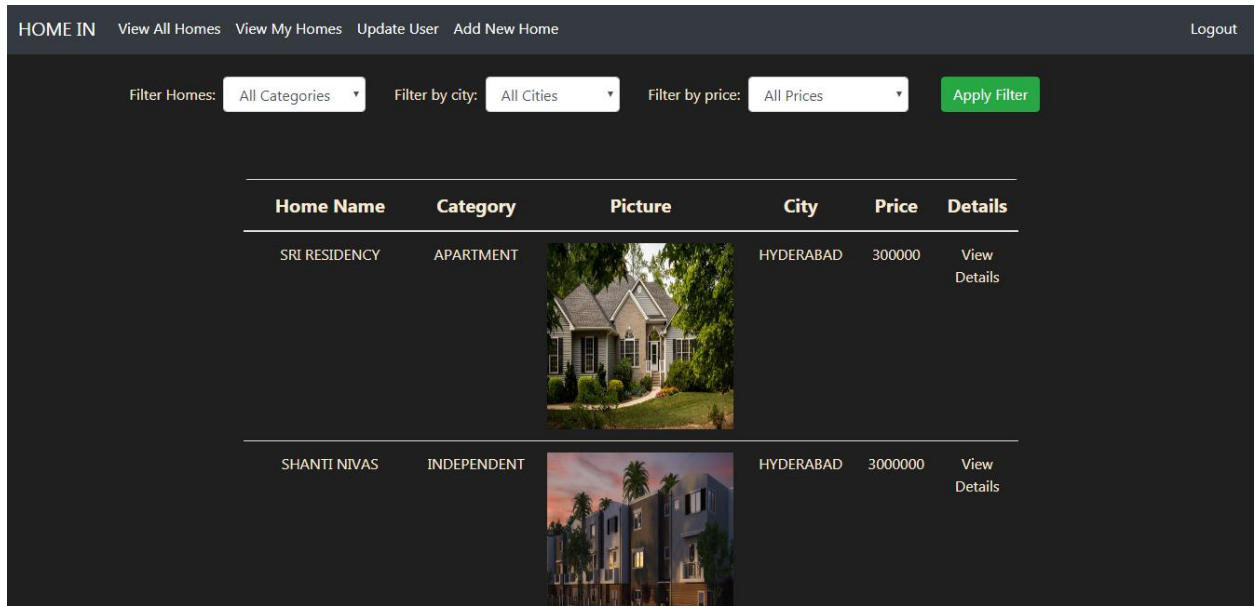 HOME IN View All Homes View My Homes Update User Add New Home Logout
Filter Homes: All Categories Filter by city: All Cities Filter by price: All Prices Apply Filter
Home Name Category Picture City Price Details
SRI RESIDENCY APARTMENT HYDERABAD 300000 View
Details
SHANTI NIVAS INDEPENDENT HYDERABAD 3000000 View
Details